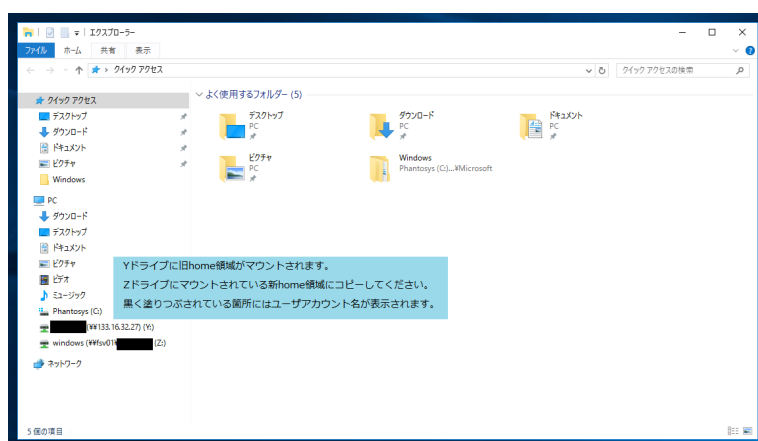 エクスプローラー
ファイル ホーム 共有 表示
クイック アクセス クイック アクセスの検索
クイック アクセス
デスクトップ
ダウンロード
ドキュメント
ピクチャ
Windows
PC
ダウンロード
デスクトップ
ドキュメント
ピクチャ
ビデオ
ミュージック
Phantosys (C:)
(¥¥133.16.32.27) (Y:)
windows (¥¥fsv01¥ (Z:)
ネットワーク
よく使用するフォルダー (5)
デスクトップ
PC
ダウンロード
PC
ドキュメント
PC
ピクチャ
PC
Windows
Phantosys (C:)...¥Microsoft
Yドライブに旧home領域がマウントされます。
Zドライブにマウントされている新home領域にコピーしてください。
黒く塗りつぶされている箇所にはユーザアカウント名が表示されます。
5 個の項目